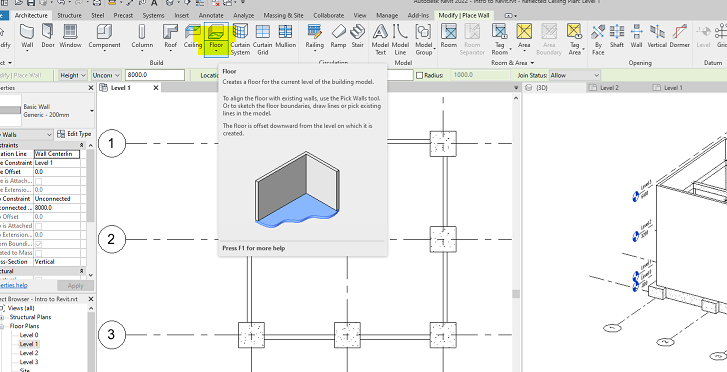 Autodesk Revit 2022 - Intro to Revit.rvt - Reflected Ceiling Plan: Level 1
Architecture Structure Steel Precast Systems Insert Annotate Analyze Massing & Site Collaborate View Manage Add-Ins Modify | Place Wall
Wall Door Window Component Column Roof Ceiling Floor Curtain System Curtain Grid Mullion Railing Ramp Stair Model Text Model Line Model Group Room Room Separator Tag Room Area Area Boundary Tag Area By Face Shaft Wall Vertical Dormer Level Grid
Build Circulation Model Room & Area Opening Datum
Modify | Place Wall Height Uncon 8000.0 Locatio Radius: 1000.0 Join Status: Allow
Properties
Level 1
{3D} Level 2 Level 1
Floor
Creates a floor for the current level of the building model.
To align the floor with existing walls, use the Pick Walls tool.
Or to sketch the floor boundaries, draw lines or pick existing
lines in the model.
The floor is offset downward from the level on which it is
created.
Press F1 for more help
Basic Wall
Generic - 200mm
Walls Edit Type
Constraints
ation Line Wall Centerlin
e Constraint Level 1
e Offset 0.0
e is Attach...
e Extensio... 0.0
o Constraint Unconnected
connected ... 8000.0
o Offset 0.0
o is Attached
o Extensio... 0.0
om Boundi...
ated to Mass
oss-Section Vertical
uctural
perties help Apply
ect Browser - Intro to Revit.rvt
Views (all)
Structural Plans
Floor Plans
Level 0
Level 1
Level 2
Level 3
Site
1
2
3